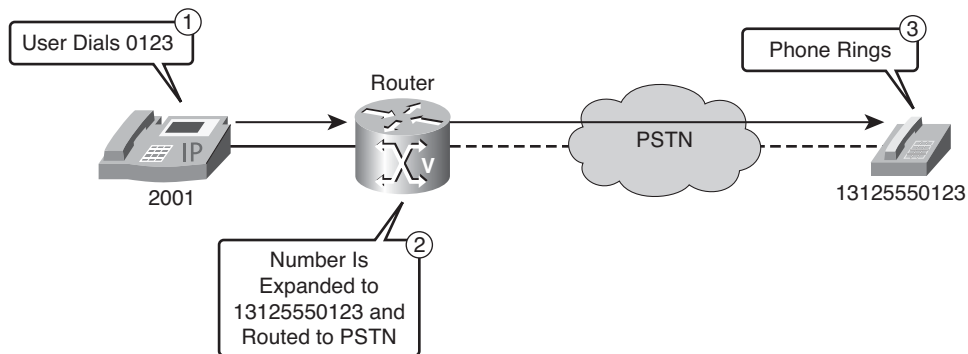 1
User Dials 0123
3
Phone Rings
Router
IP
V
PSTN
2001
13125550123
2
Number Is
Expanded to
13125550123 and
Routed to PSTN